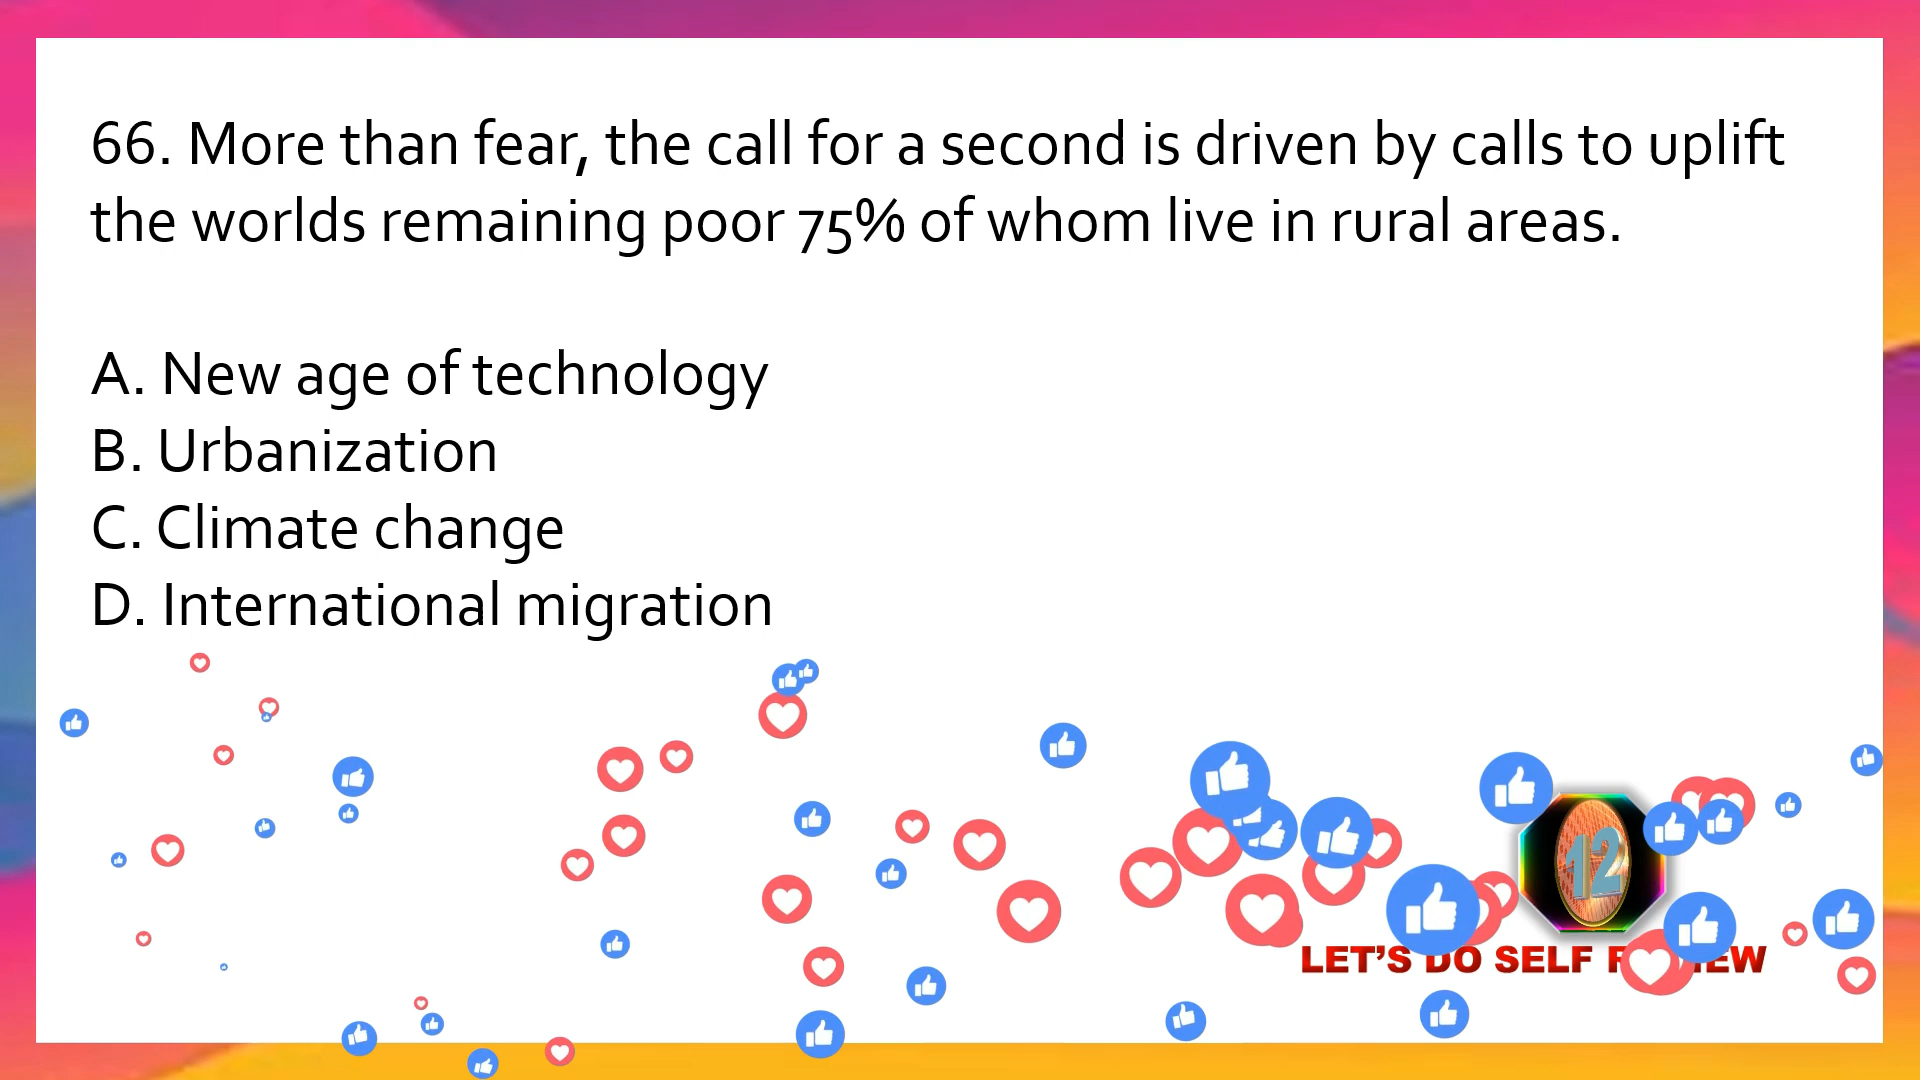 66. More than fear, the call for a second is driven by calls to uplift
the worlds remaining poor 75% of whom live in rural areas.
A. New age of technology
B. Urbanization
C. Climate change
D. International migration
12
LET'S DO SELF